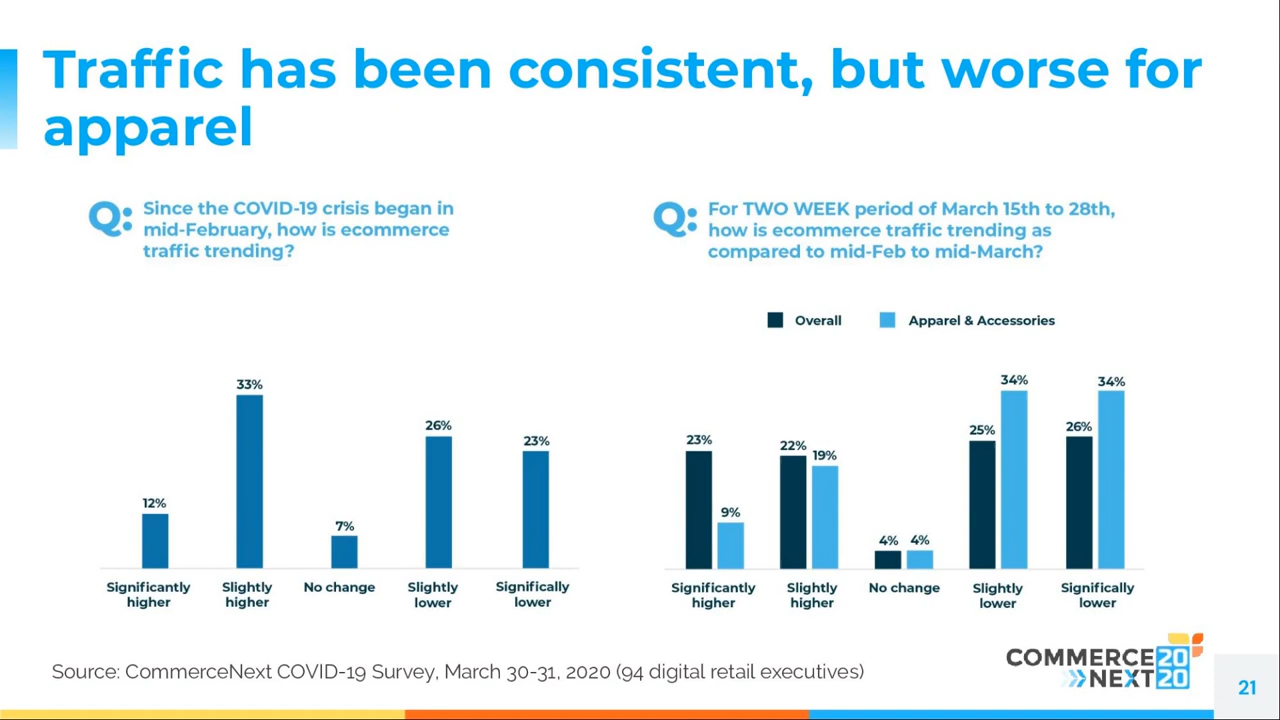 Traffic has been consistent, but worse for
apparel
Q: Since the COVID-19 crisis began in
mid-February, how is ecommerce
traffic trending?
12%
33%
7%
26%
23%
Significantly
higher
Slightly
higher
No change
Slightly
lower
Significally
lower
Q: For TWO WEEK period of March 15th to 28th,
how is ecommerce traffic trending as
compared to mid-Feb to mid-March?
Overall
Apparel & Accessories
23%
9%
22%
19%
4%
4%
25%
34%
26%
34%
Significantly
higher
Slightly
higher
No change
Slightly
lower
Significally
lower
Source: CommerceNext COVID-19 Survey, March 30-31, 2020 (94 digital retail executives)
COMMERCE 20
NEXT 20
21